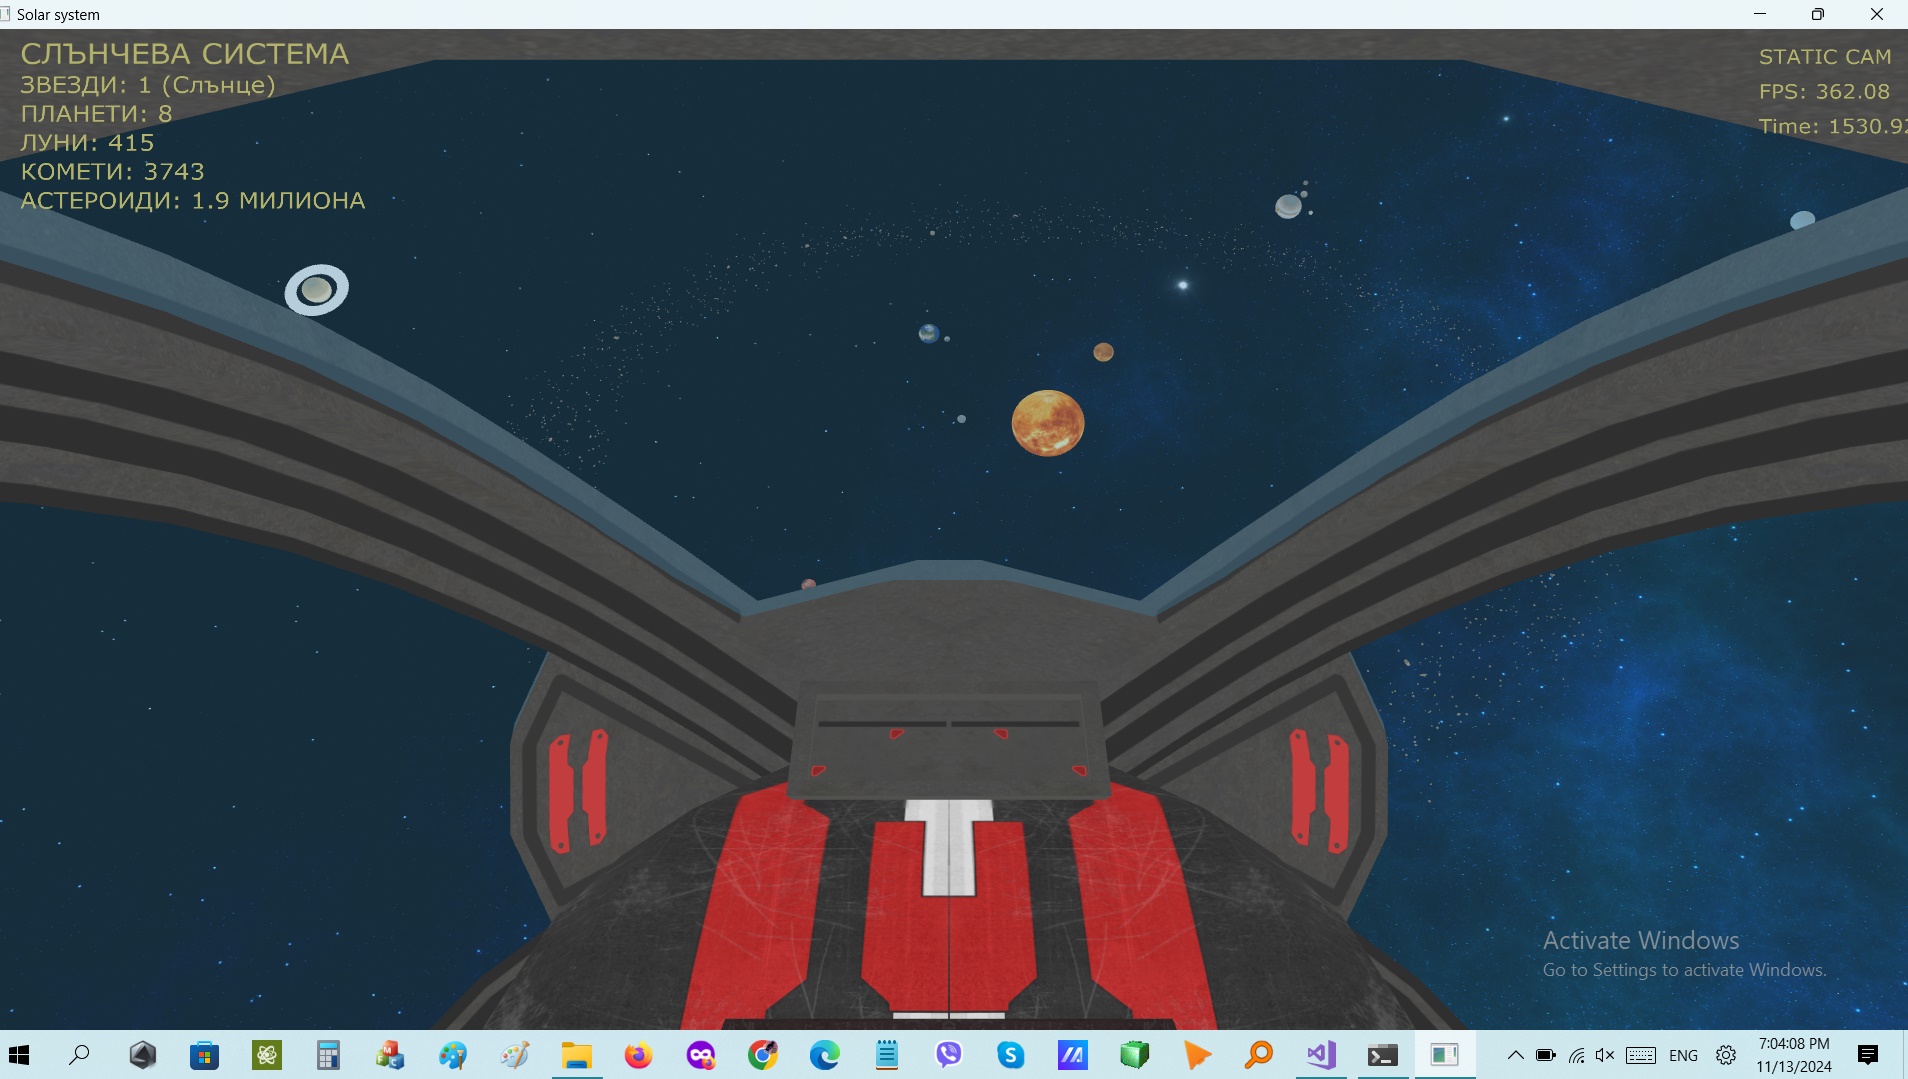 Solar system
СЛЪНЧЕВА СИСТЕМА
ЗВЕЗДИ: 1 (Слънце)
ПЛАНЕТИ: 8
ЛУНИ: 415
КОМЕТИ: 3743
АСТЕРОИДИ: 1.9 МИЛИОНА
STATIC CAM
FPS: 362.08
Time: 1530.92
Activate Windows
Go to Settings to activate Windows.
ENG
7:04:08 PM
11/13/2024